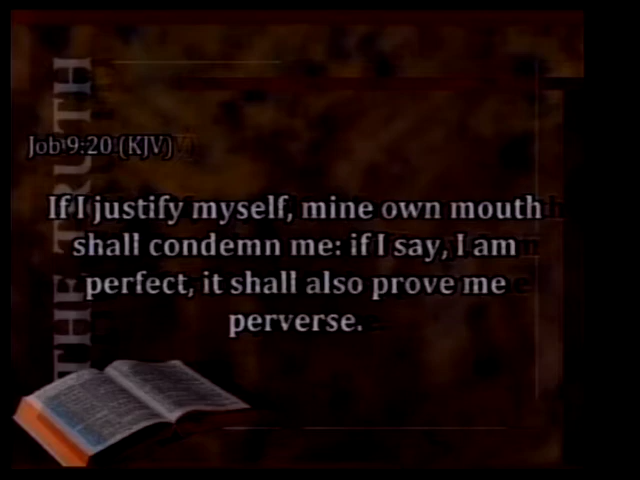 THE TRUTH
Job 9:20 (KJV)
If I justify myself, mine own mouth
shall condemn me: if I say, I am
perfect, it shall also prove me
perverse.